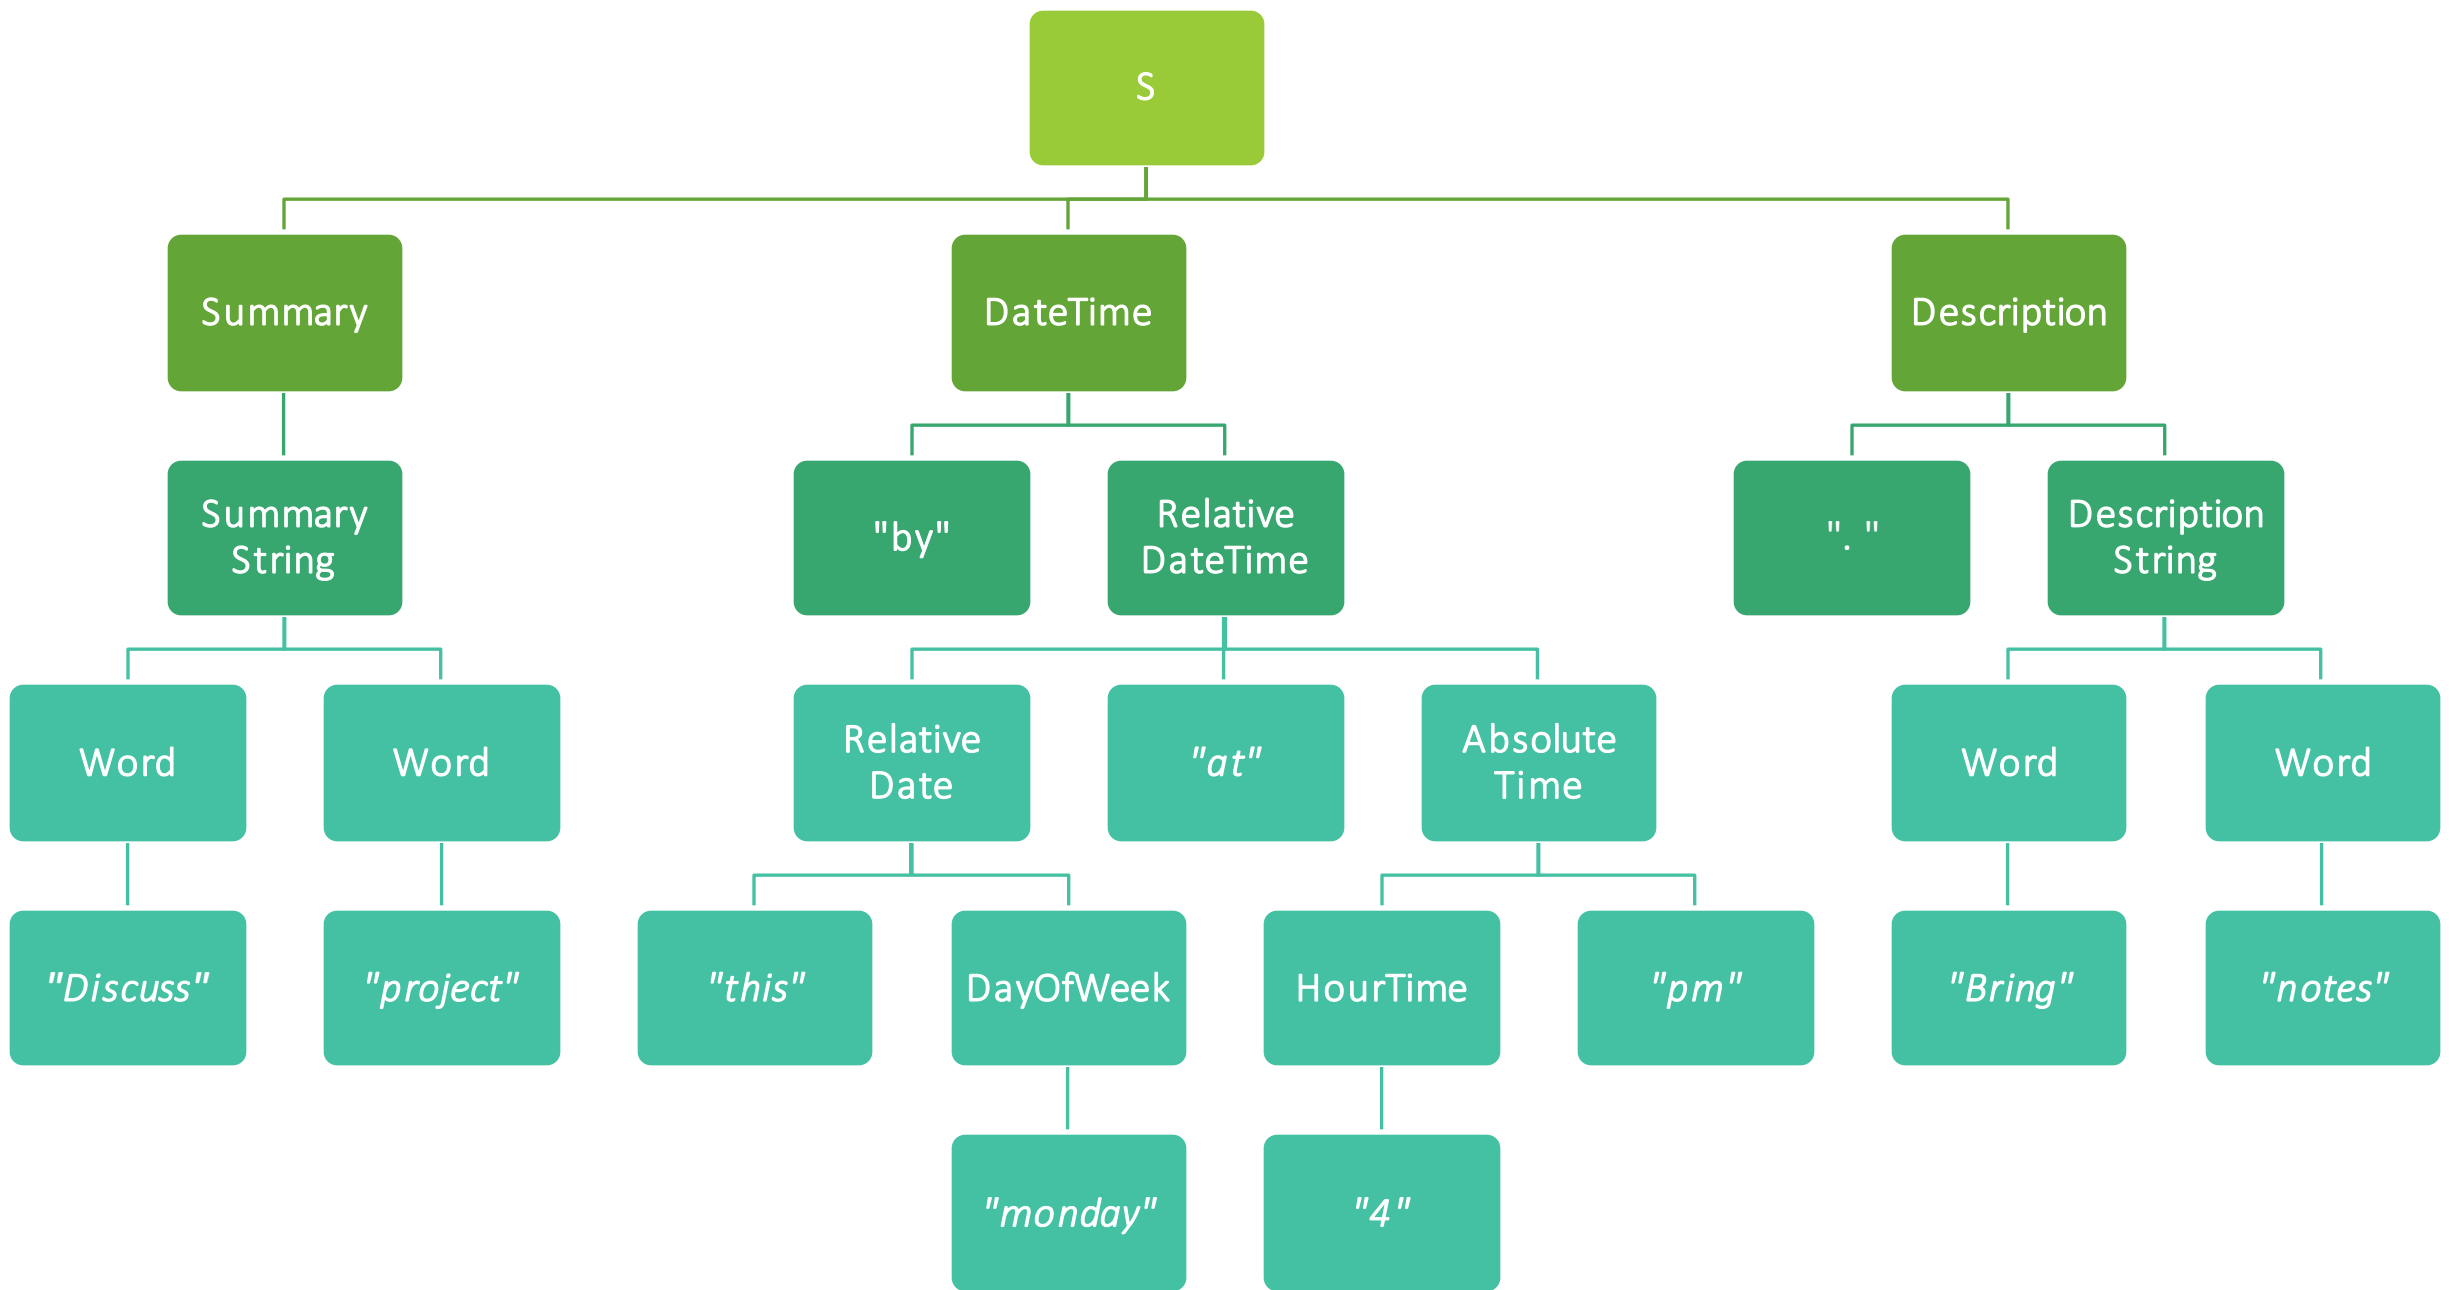 S
Summary
DateTime
Description
Summary
String
"by"
Relative
DateTime
". "
Description
String
Word
Word
Relative
Date
"at"
Absolute
Time
Word
Word
"Discuss"
"project"
"this"
DayOfWeek
HourTime
"pm"
"Bring"
"notes"
"monday"
"4"